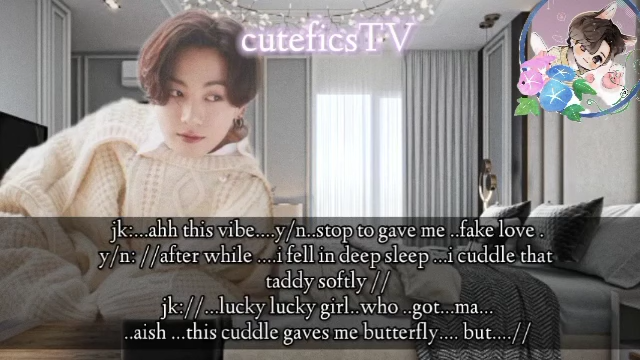 cuteficsTV
jk:...ahh this vibe....y/n..stop to gave me ..fake love .
y/n: //after while ....i fell in deep sleep ...i cuddle that
taddy softly //
jk://...lucky lucky girl..who ..got...ma...
..aish ...this cuddle gaves me butterfly.... but....//